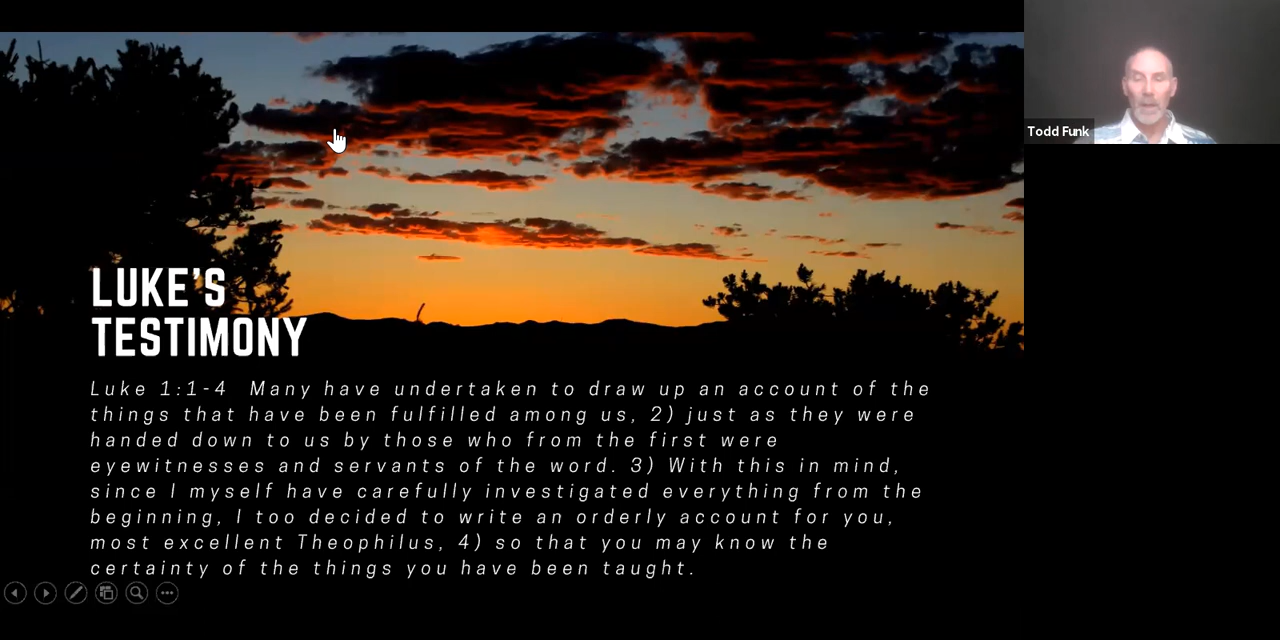 Todd Funk
LUKE'S
TESTIMONY
Luke 1:1-4 Many have undertaken to draw up an account of the
things that have been fulfilled among us, 2) just as they were
handed down to us by those who from the first were
eyewitnesses and servants of the word. 3) With this in mind,
since I myself have carefully investigated everything from the
beginning, I too decided to write an orderly account for you,
most excellent Theophilus, 4) so that you may know the
certainty of the things you have been taught.